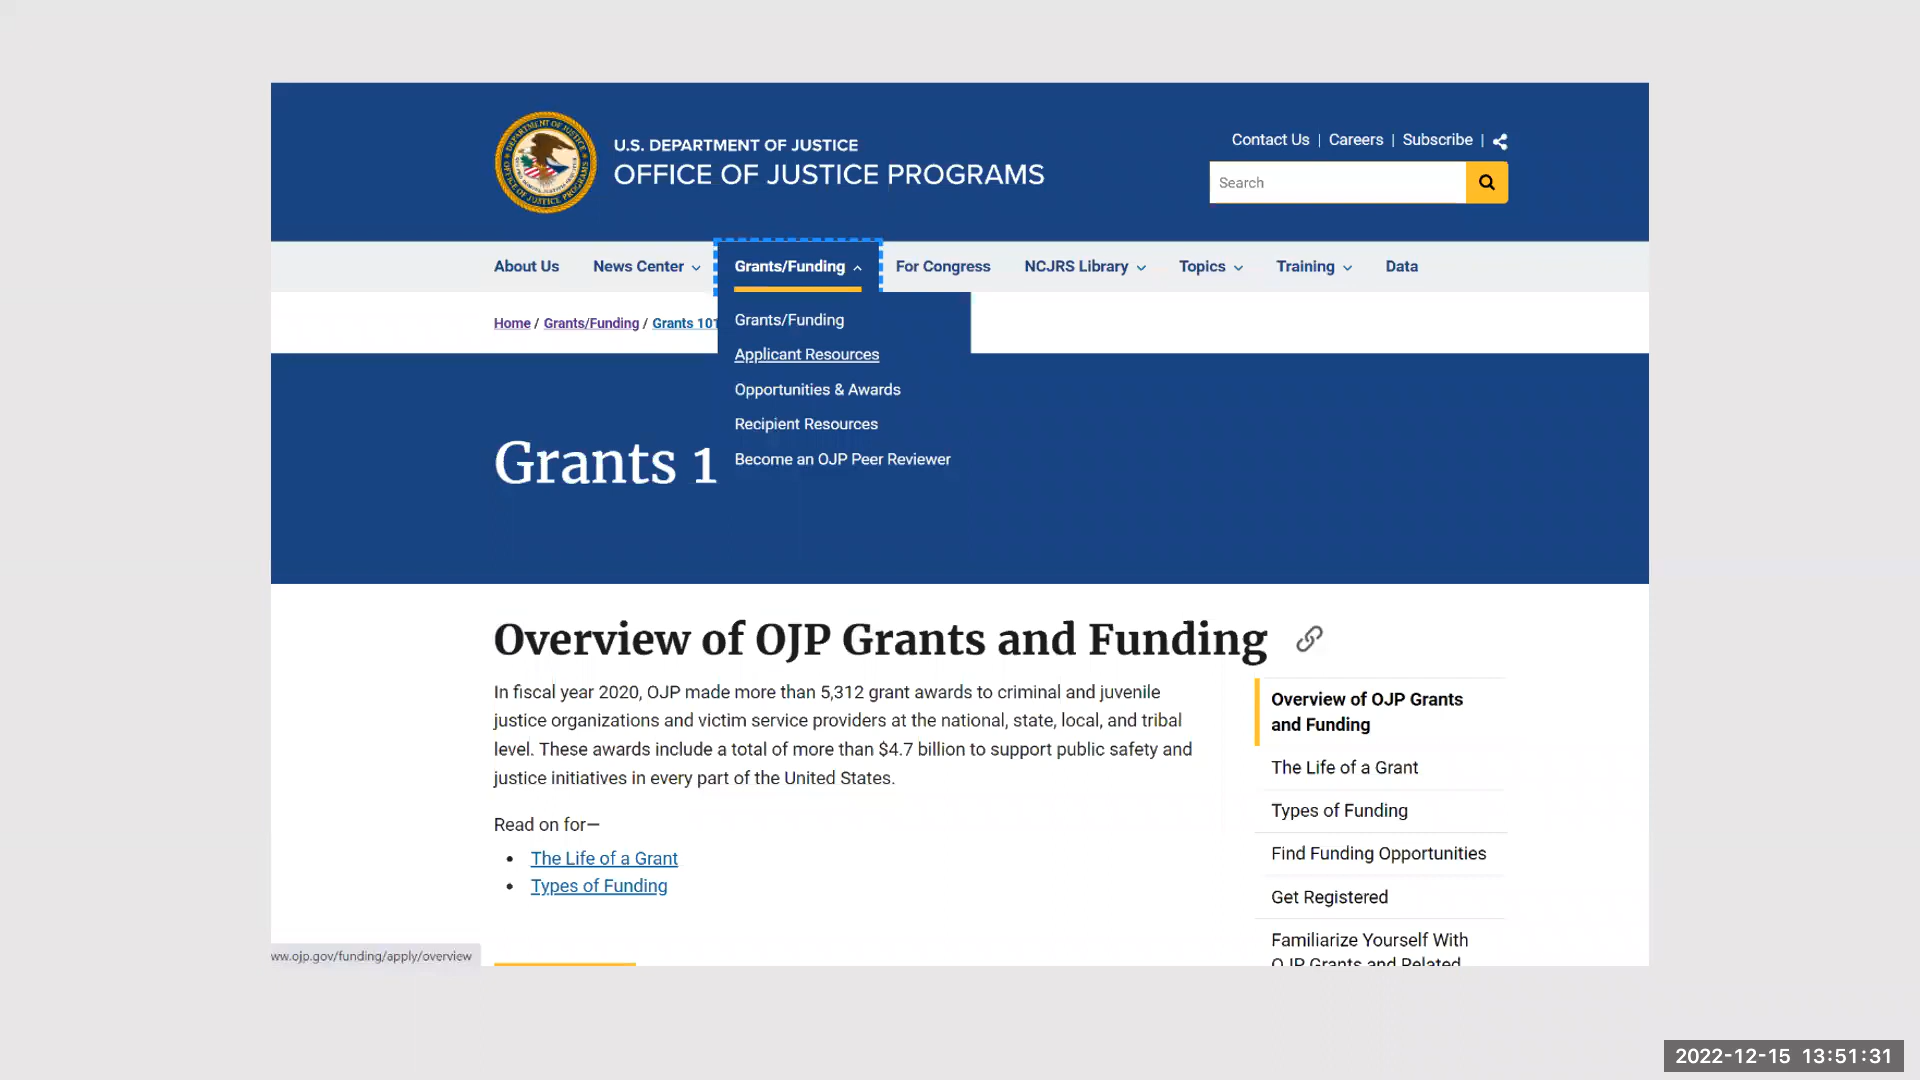 U.S. DEPARTMENT OF JUSTICE
OFFICE OF JUSTICE PROGRAMS
Contact Us | Careers | Subscribe |
Search
About Us
News Center
Grants/Funding
For Congress
NCJRS Library
Topics
Training
Data
Home / Grants/Funding / Grants 101
Grants/Funding
Applicant Resources
Opportunities & Awards
Recipient Resources
Become an OJP Peer Reviewer
Grants 1
Overview of OJP Grants and Funding
In fiscal year 2020, OJP made more than 5,312 grant awards to criminal and juvenile
justice organizations and victim service providers at the national, state, local, and tribal
level. These awards include a total of more than $4.7 billion to support public safety and
justice initiatives in every part of the United States.
Read on for—
• The Life of a Grant
• Types of Funding
Overview of OJP Grants
and Funding
The Life of a Grant
Types of Funding
Find Funding Opportunities
Get Registered
Familiarize Yourself With
OJP Grants and Related
ww.ojp.gov/funding/apply/overview
2022-12-15 13:51:31